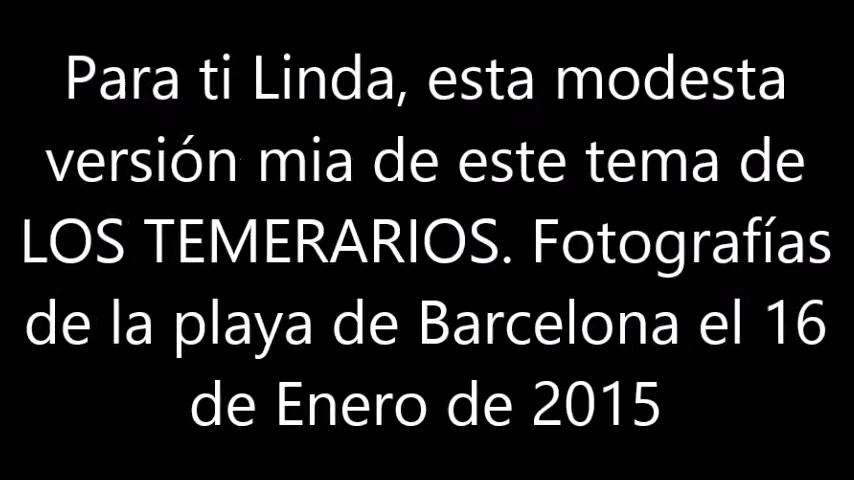 Para ti Linda, esta modesta
versión mia de este tema de
LOS TEMERARIOS. Fotografías
de la playa de Barcelona el 16
de Enero de 2015